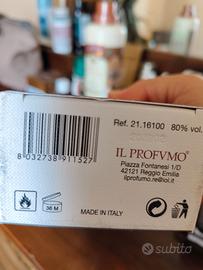 Ref. 21.16100 80% vol.
IL PROFVMO®
Piazza Fontanesi 1/D
42121 Reggio Emilia
ilprofumo.re@iol.it
8 032738 911527
36 M
MADE IN ITALY
subito